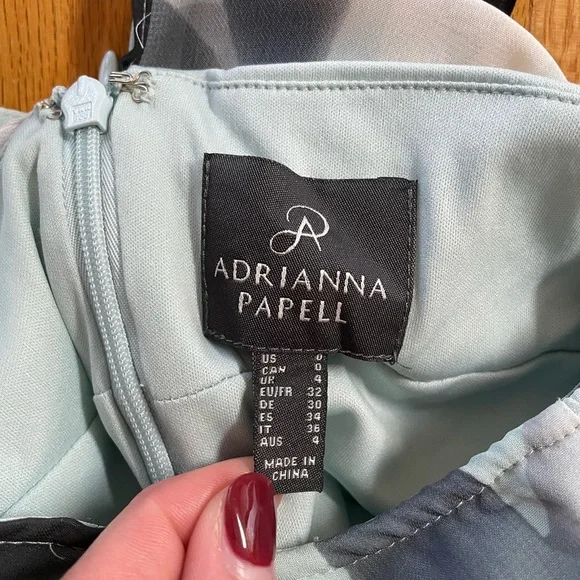 ADRIANNA
PAPELL
US 0
CAN 0
UK 4
EU/FR 32
DE 30
ES 34
IT 36
AUS 4
MADE IN
CHINA